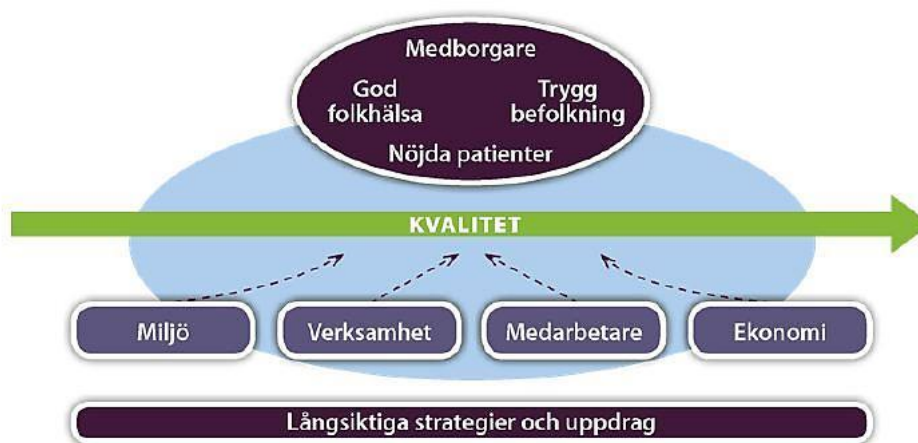 Medborgare
God
folkhälsa
Trygg
befolkning
Nöjda patienter
KVALITET
Miljö
Verksamhet
Medarbetare
Ekonomi
Långsiktiga strategier och uppdrag